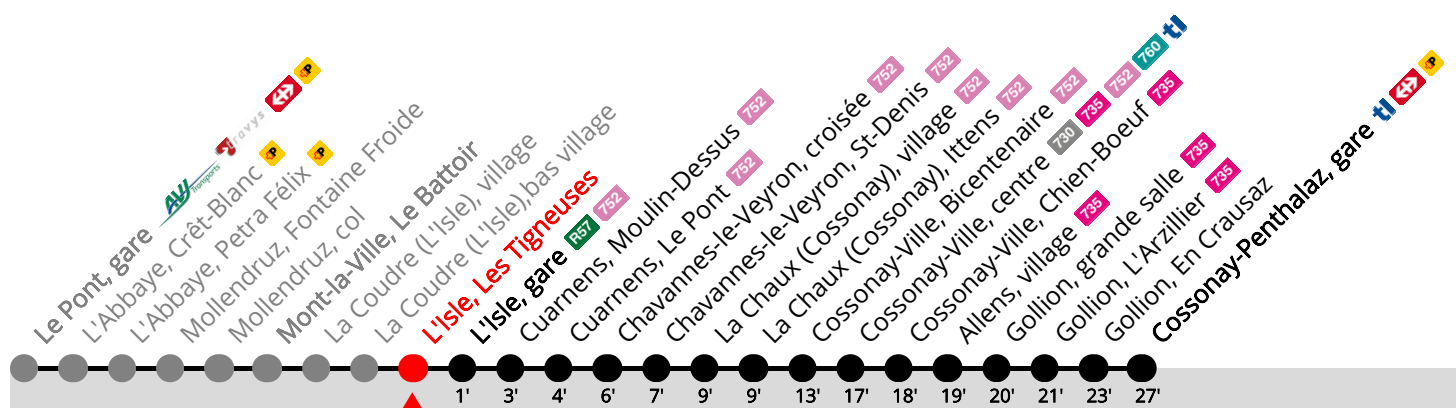 Le Pont, gare AVJ Transports Travys P
L'Abbaye, Crêt-Blanc P
L'Abbaye, Petra Félix P
Mollendruz, Fontaine Froide
Mollendruz, col
Mont-la-Ville, Le Battoir
La Coudre (L'Isle), village
La Coudre (L'Isle),bas village
L'Isle, Les Tigneuses
L'Isle, gare R57 752
Cuarnens, Moulin-Dessus 752
Cuarnens, Le Pont 752
Chavannes-le-Veyron, croisée 752
Chavannes-le-Veyron, St-Denis 752
La Chaux (Cossonay), village 752
La Chaux (Cossonay), Ittens 752
Cossonay-Ville, Bicentenaire 752
Cossonay-Ville, centre 730 735 752 760 tl
Cossonay-Ville, Chien-Boeuf 735
Allens, village 735
Gollion, grande salle 735
Gollion, L'Arzillier 735
Gollion, En Crausaz
Cossonay-Penthalaz, gare tl P
1' 3' 4' 6' 7' 9' 9' 13' 17' 18' 19' 20' 21' 23' 27'